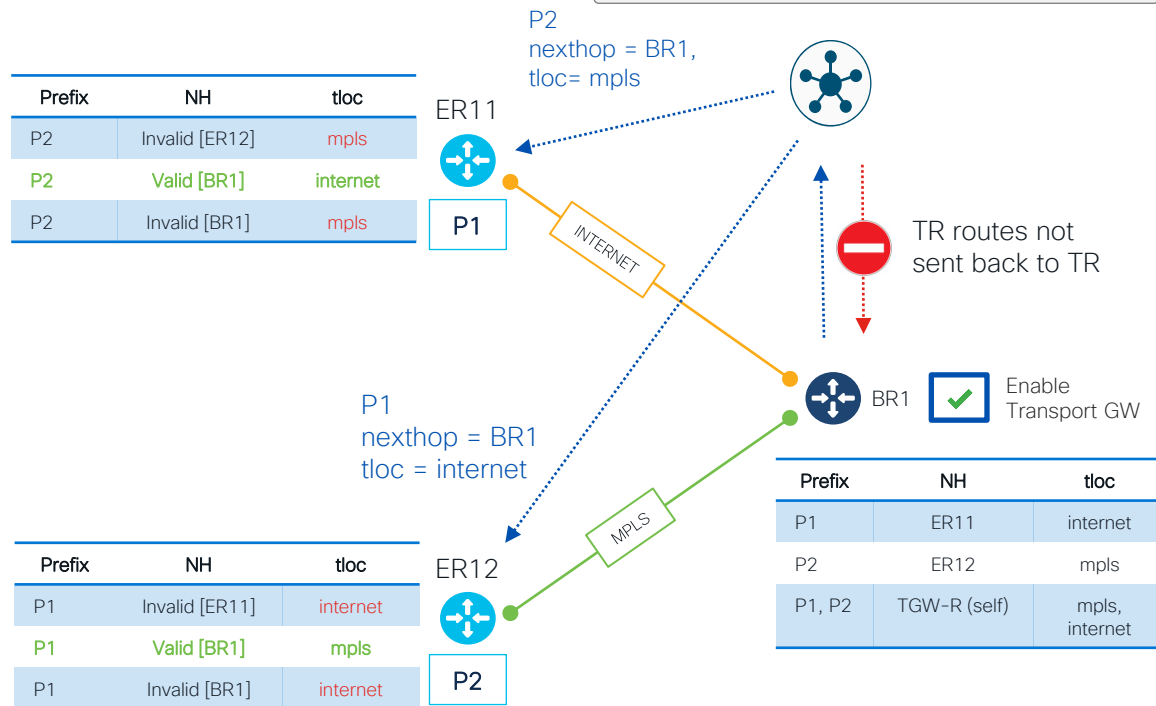 P2
nexthop = BR1,
tloc= mpls
Prefix NH tloc
P2 Invalid [ER12] mpls
P2 Valid [BR1] internet
P2 Invalid [BR1] mpls
ER11
P1
INTERNET
TR routes not
sent back to TR
BR1
Enable
Transport GW
P1
nexthop = BR1
tloc = internet
MPLS
Prefix NH tloc
P1 ER11 internet
P2 ER12 mpls
P1, P2 TGW-R (self) mpls,
internet
Prefix NH tloc
P1 Invalid [ER11] internet
P1 Valid [BR1] mpls
P1 Invalid [BR1] internet
ER12
P2